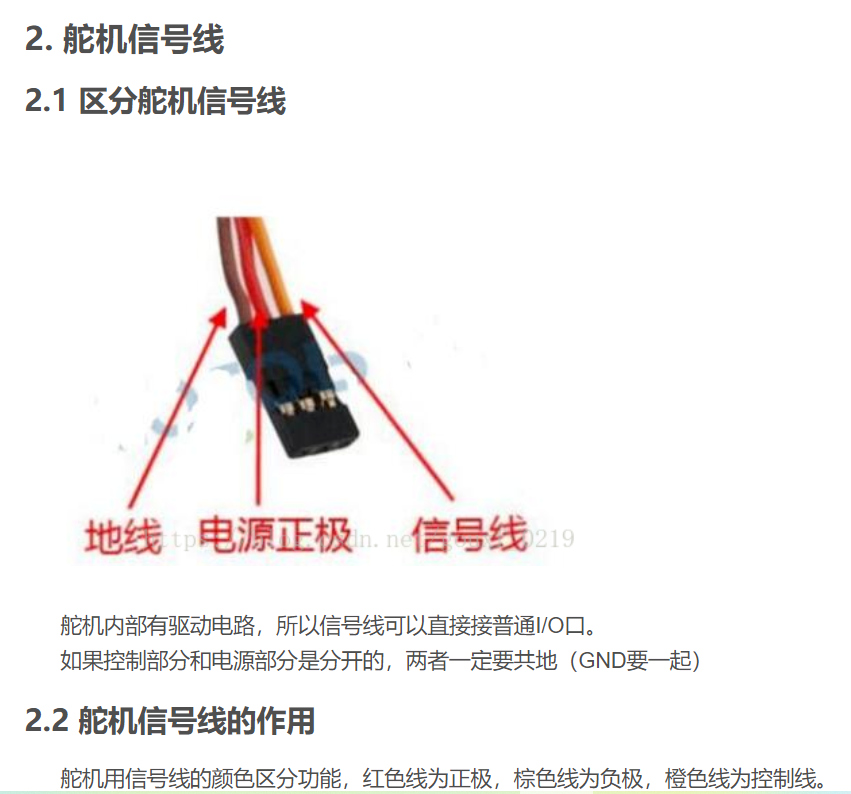 2. 舵机信号线
2.1 区分舵机信号线
地线 电源正极 信号线
舵机内部有驱动电路，所以信号线可以直接接普通I/O口。
如果控制部分和电源部分是分开的，两者一定要共地（GND要一起）
2.2 舵机信号线的作用
舵机用信号线的颜色区分功能，红色线为正极，棕色线为负极，橙色线为控制线。